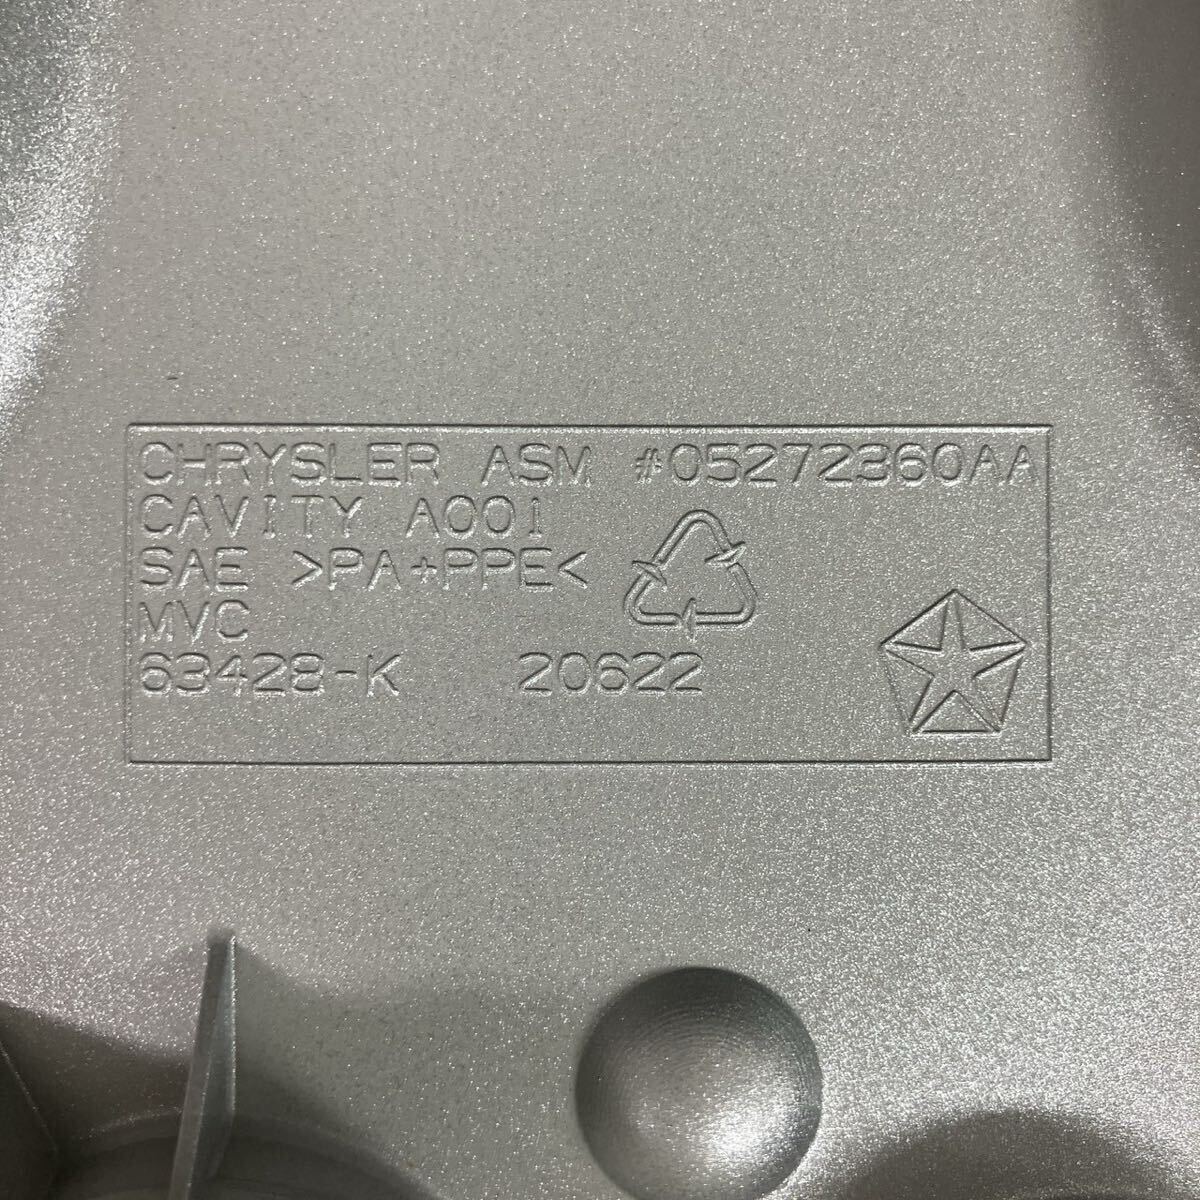 CHRYSLER ASM #05272360AA
CAVITY A001
SAE >PA+PPE<
MVC
63428-K 20622